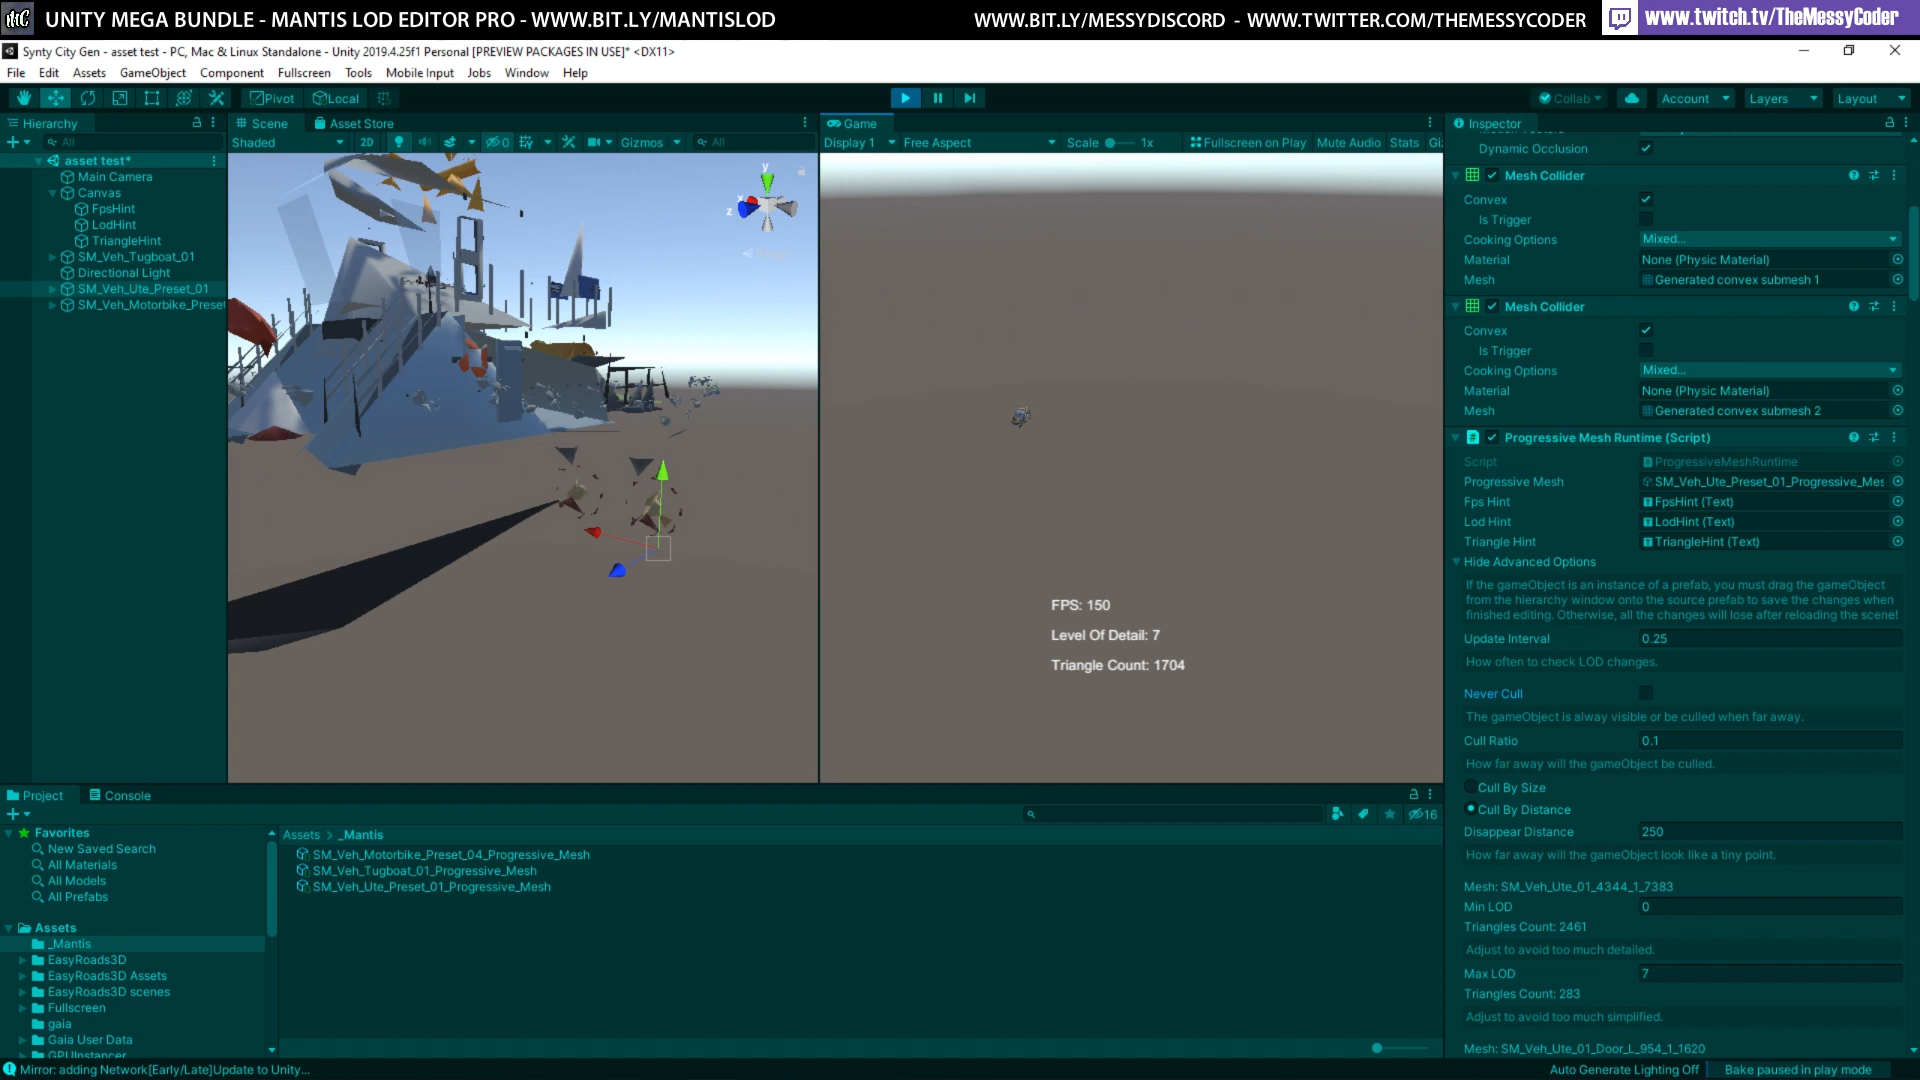 UNITY MEGA BUNDLE - MANTIS LOD EDITOR PRO - WWW.BIT.LY/MANTISLOD
WWW.BIT.LY/MESSYDISCORD - WWW.TWITTER.COM/THEMESSYCODER
www.twitch.tv/TheMessyCoder
Synty City Gen - asset test - PC, Mac & Linux Standalone - Unity 2019.4.25f1 Personal [PREVIEW PACKAGES IN USE]* <DX11>
File Edit Assets GameObject Component Fullscreen Tools Mobile Input Jobs Window Help
Pivot Local Collab Account Layers Layout
Hierarchy
All
asset test*
Main Camera
Canvas
FpsHint
LodHint
TriangleHint
SM_Veh_Tugboat_01
Directional Light
SM_Veh_Ute_Preset_01
SM_Veh_Motorbike_Preset
Scene Asset Store
Shaded 2D 0 Gizmos All
y
x
z
Game
Display 1 Free Aspect Scale 1x Fullscreen on Play Mute Audio Stats Gi
FPS: 150
Level Of Detail: 7
Triangle Count: 1704
Inspector
Dynamic Occlusion
Mesh Collider
Convex
Is Trigger
Cooking Options Mixed...
Material None (Physic Material)
Mesh Generated convex submesh 1
Mesh Collider
Convex
Is Trigger
Cooking Options Mixed...
Material None (Physic Material)
Mesh Generated convex submesh 2
Progressive Mesh Runtime (Script)
Script ProgressiveMeshRuntime
Progressive Mesh SM_Veh_Ute_Preset_01_Progressive_Mes
Fps Hint FpsHint (Text)
Lod Hint LodHint (Text)
Triangle Hint TriangleHint (Text)
Hide Advanced Options
If the gameObject is an instance of a prefab, you must drag the gameObject
from the hierarchy window onto the source prefab to save the changes when
finished editing. Otherwise, all the changes will lose after reloading the scene!
Update Interval 0.25
How often to check LOD changes.
Never Cull
The gameObject is alway visible or be culled when far away.
Cull Ratio 0.1
How far away will the gameObject be culled.
Cull By Size
Cull By Distance
Disappear Distance 250
How far away will the gameObject look like a tiny point.
Mesh: SM_Veh_Ute_01_4344_1_7383
Min LOD 0
Triangles Count: 2461
Adjust to avoid too much detailed.
Max LOD 7
Triangles Count: 283
Adjust to avoid too much simplified.
Mesh: SM_Veh_Ute_01_Door_L_954_1_1620
Project Console
16
Favorites
New Saved Search
All Materials
All Models
All Prefabs
Assets
_Mantis
EasyRoads3D
EasyRoads3D Assets
EasyRoads3D scenes
Fullscreen
gaia
Gaia User Data
GPUInstancer
Assets > _Mantis
SM_Veh_Motorbike_Preset_04_Progressive_Mesh
SM_Veh_Tugboat_01_Progressive_Mesh
SM_Veh_Ute_Preset_01_Progressive_Mesh
Mirror: adding Network[Early/Late]Update to Unity...
Auto Generate Lighting Off Bake paused in play mode